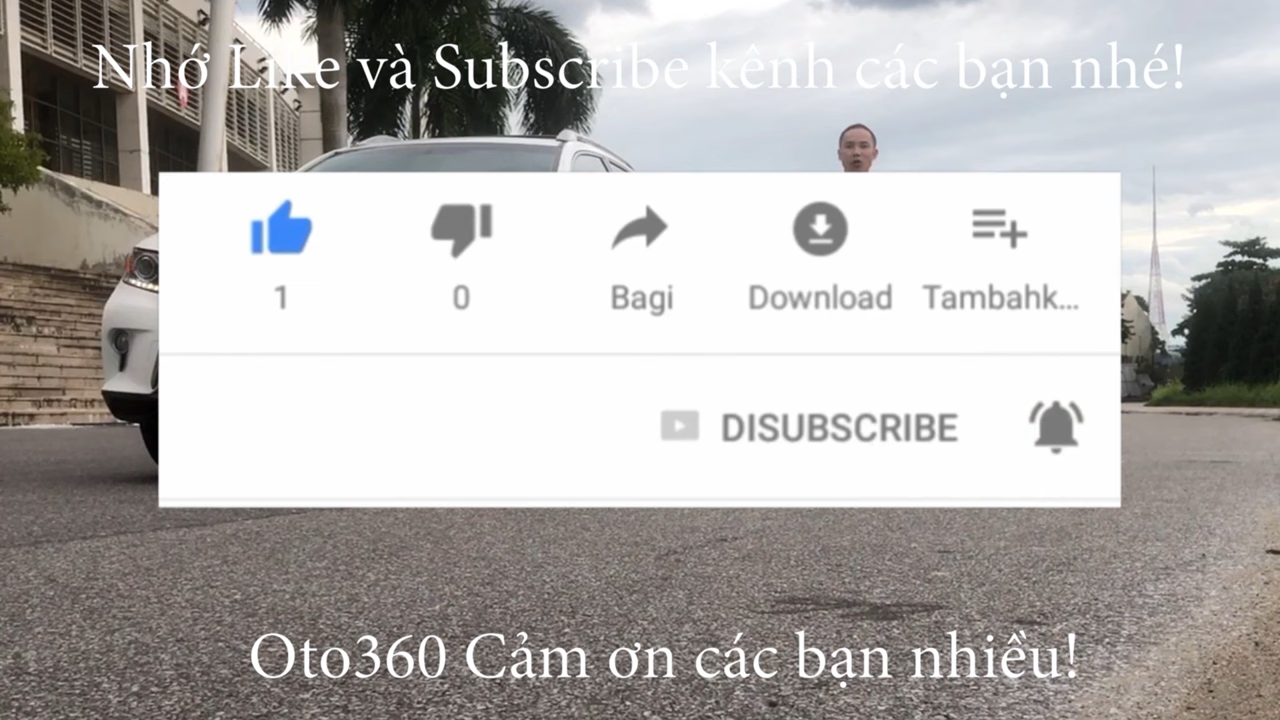 Nhớ Like và Subscribe kênh các bạn nhé!
1 0 Bagi Download Tambahk...
DISUBSCRIBE
Oto360 Cảm ơn các bạn nhiều!